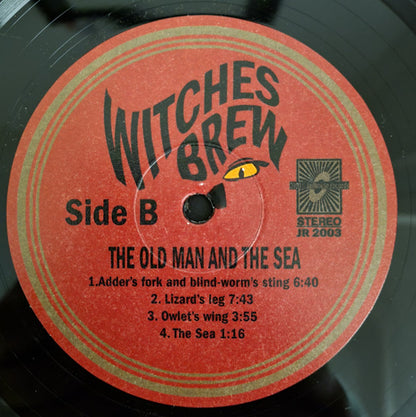 WITCHES
BREW
Side B
STEREO
JR 2003
THE OLD MAN AND THE SEA
1.Adder's fork and blind-worm's sting 6:40
2. Lizard's leg 7:43
3. Owlet's wing 3:55
4. The Sea 1:16